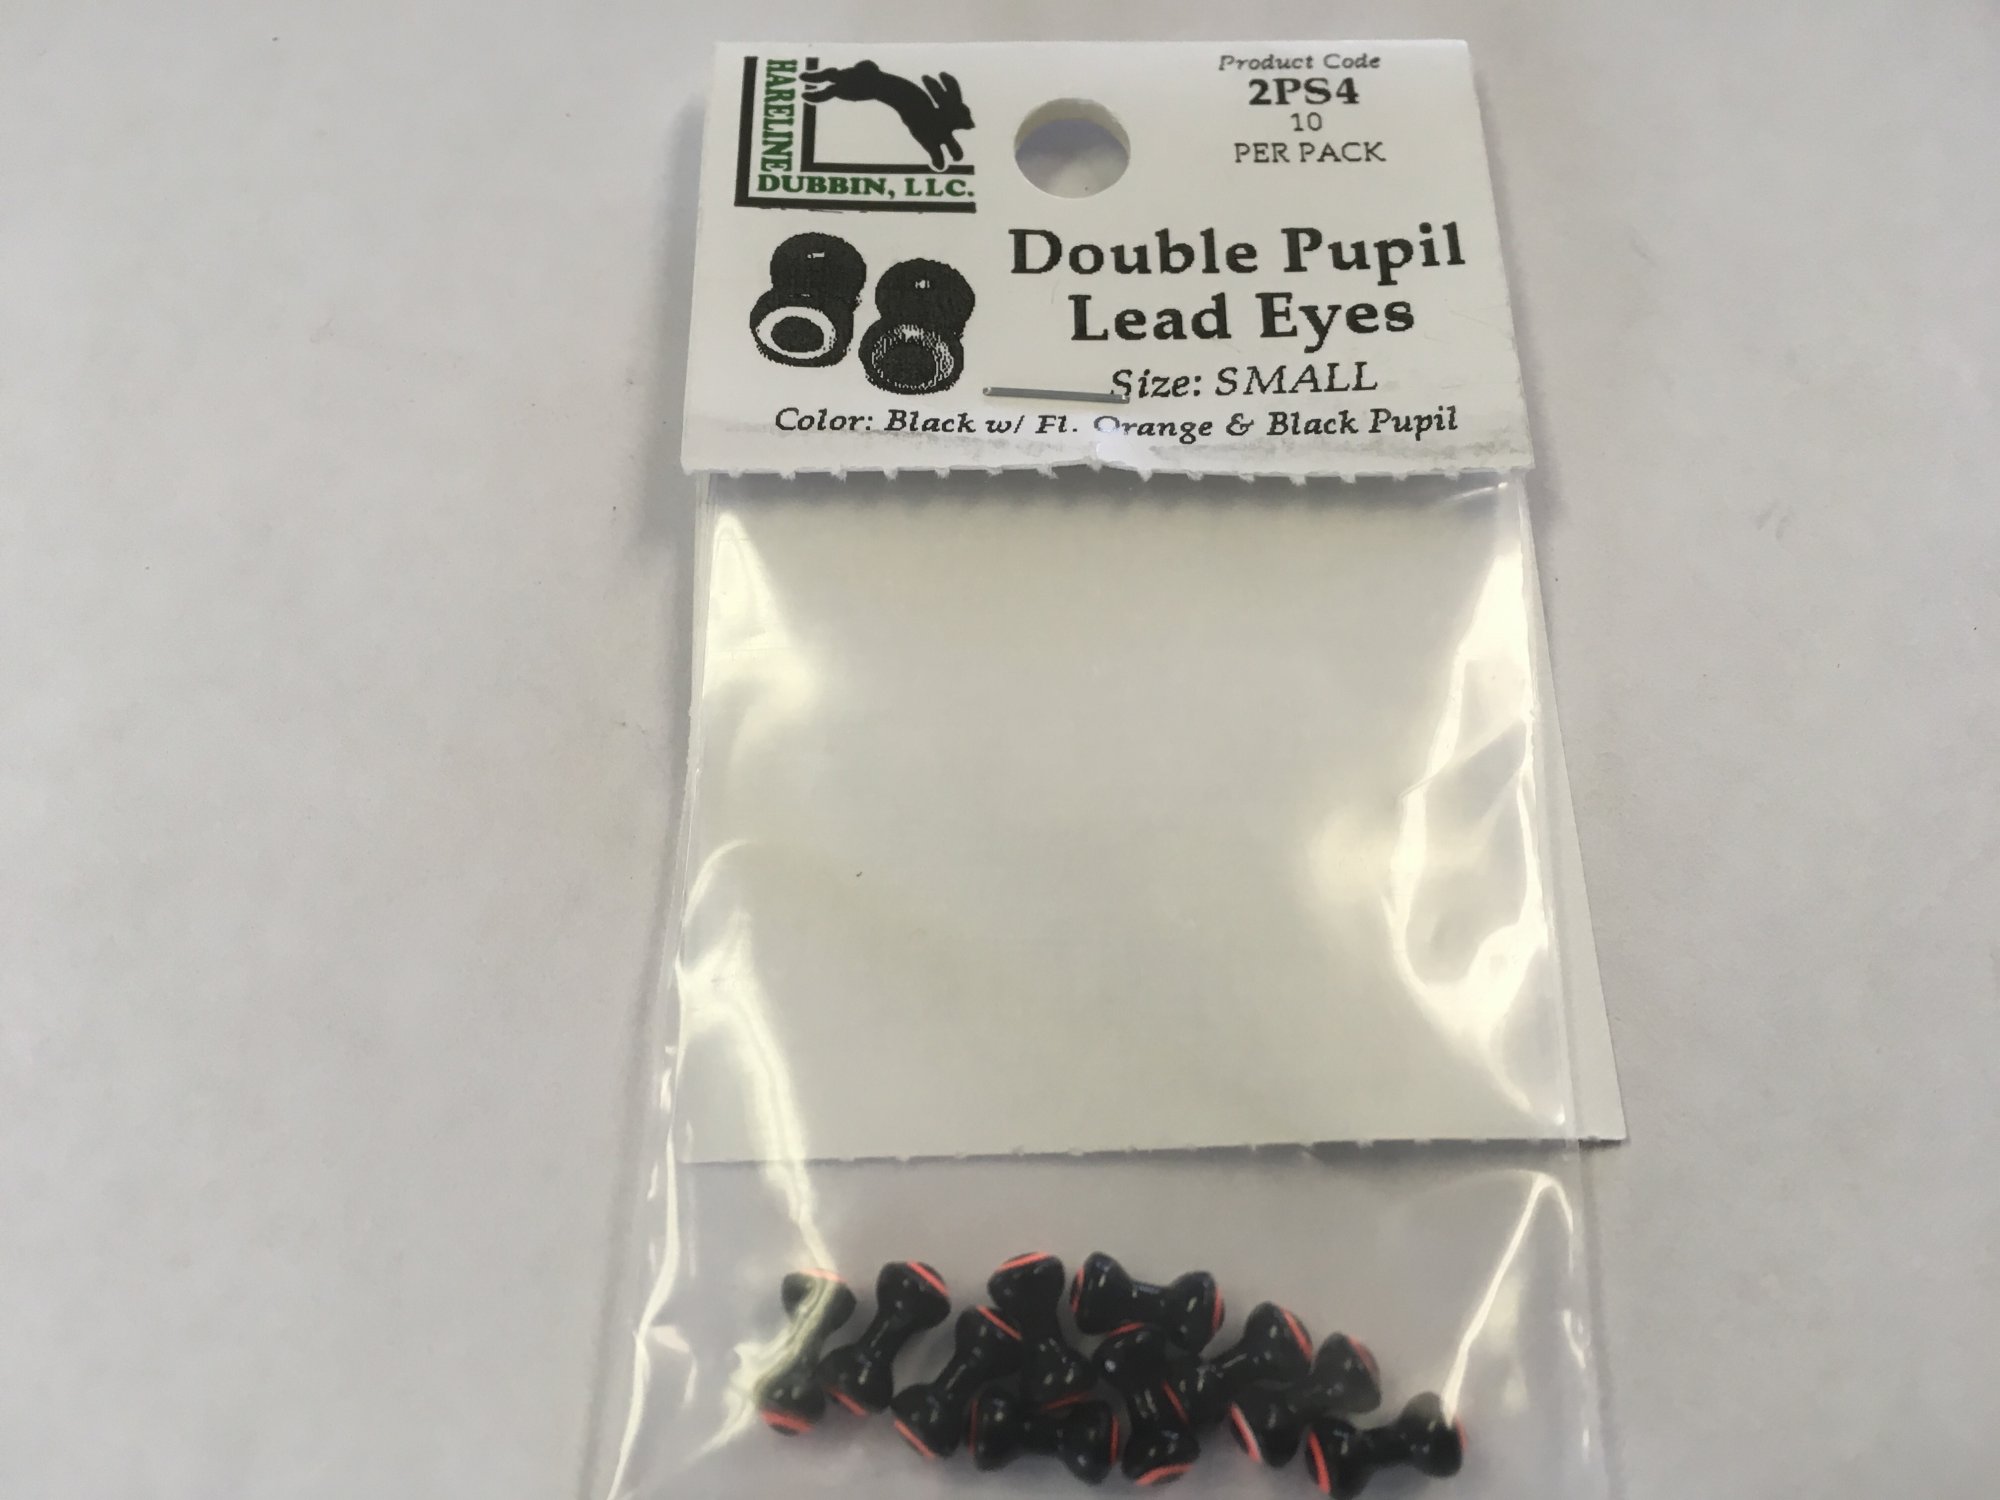 HARELINE
DUBBIN, LLC.
Product Code
2PS4
10
PER PACK
Double Pupil
Lead Eyes
Size: SMALL
Color: Black w/ Fl. Orange & Black Pupil